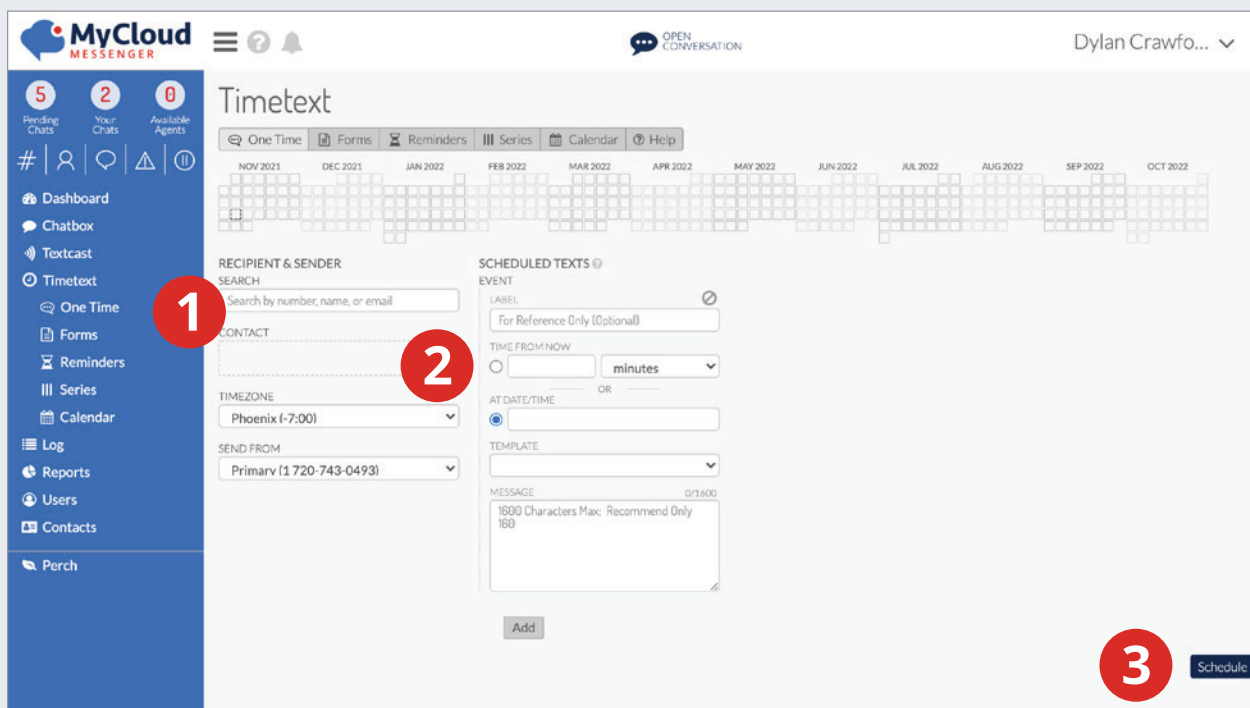 MyCloud
MESSENGER
OPEN
CONVERSATION
Dylan Crawfo...
5
2
0
Pending
Chats
Your
Chats
Available
Agents
Dashboard
Chatbox
Textcast
Timetext
One Time
Forms
Reminders
Series
Calendar
Log
Reports
Users
Contacts
Perch
Timetext
One Time
Forms
Reminders
Series
Calendar
Help
NOV 2021
DEC 2021
JAN 2022
FEB 2022
MAR 2022
APR 2022
MAY 2022
JUN 2022
JUL 2022
AUG 2022
SEP 2022
OCT 2022
1
RECIPIENT & SENDER
SEARCH
Search by number, name, or email
CONTACT
TIMEZONE
Phoenix (-7:00)
SEND FROM
Primary (1 720-743-0493)
2
SCHEDULED TEXTS
EVENT
LABEL
For Reference Only (Optional)
TIME FROM NOW
minutes
OR
AT DATE/TIME
TEMPLATE
MESSAGE
0/1600
1600 Characters Max; Recommend Only
160
Add
3
Schedule